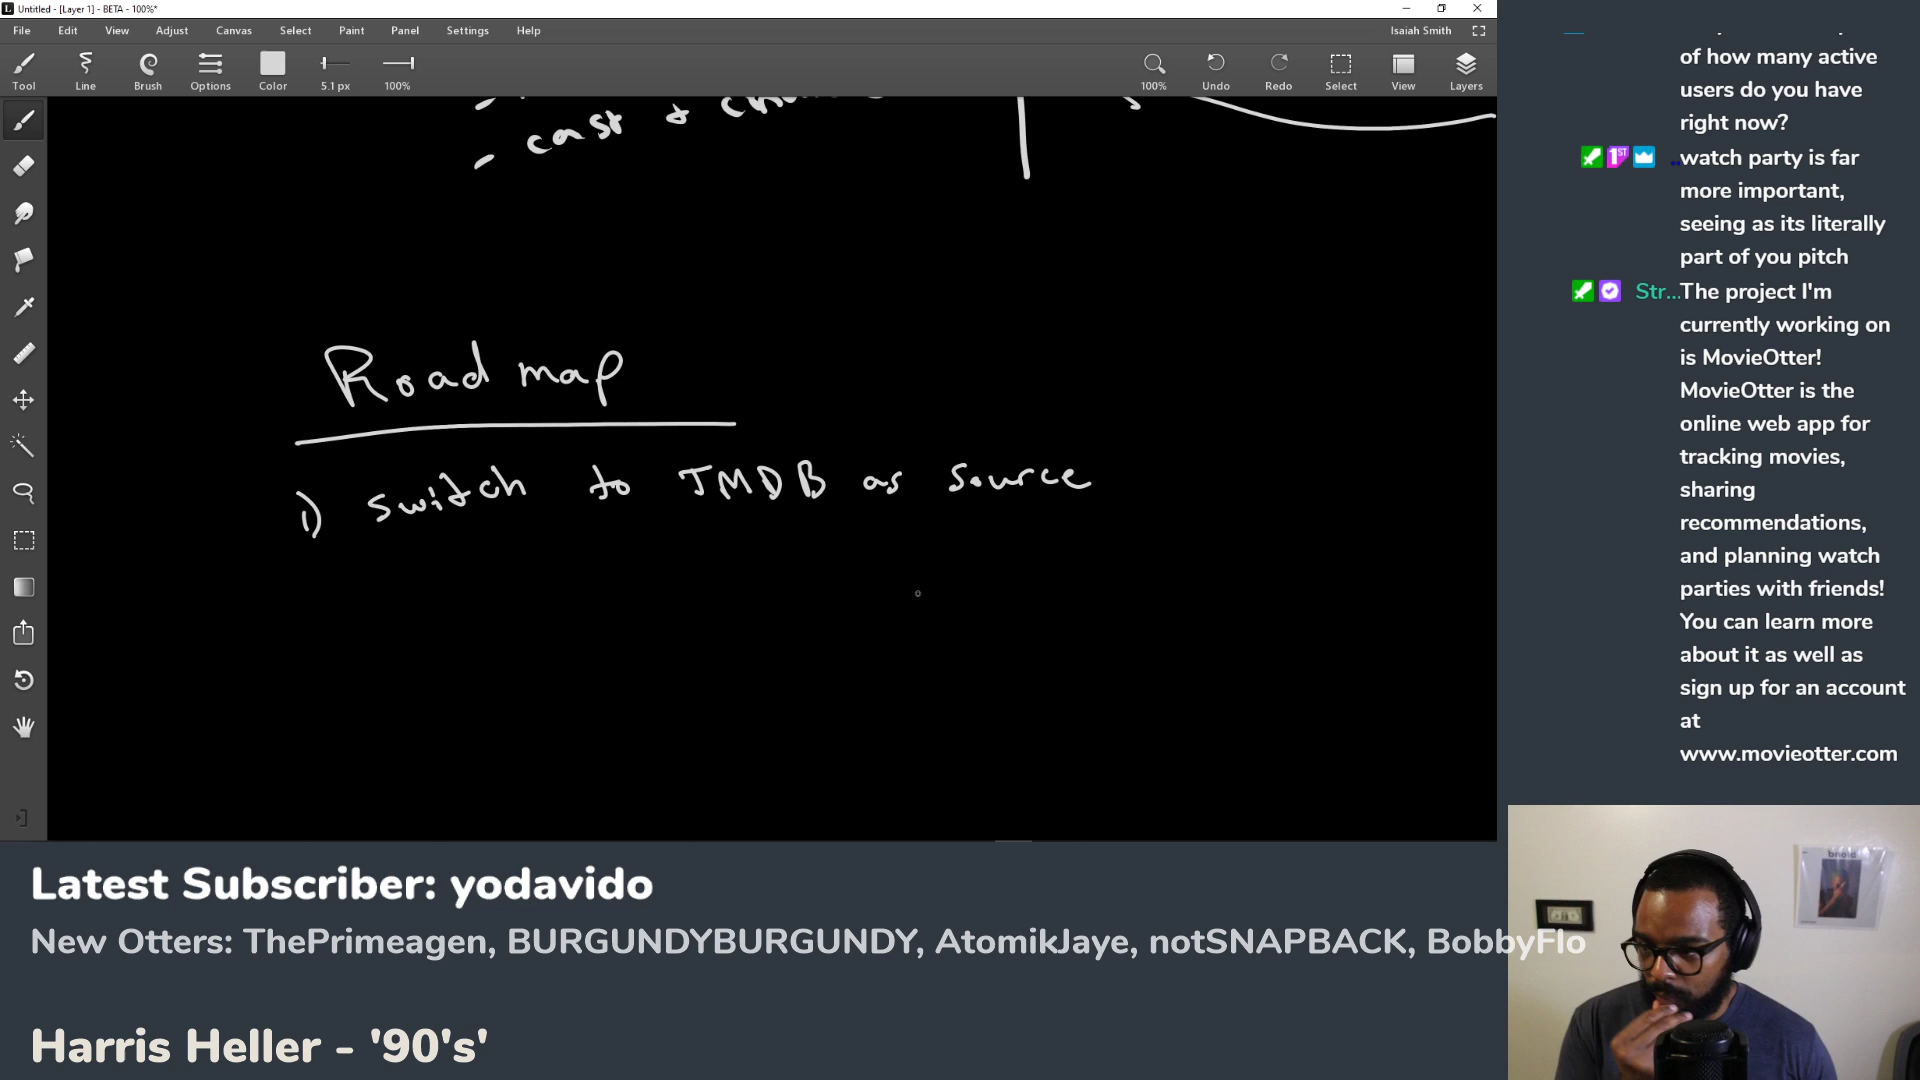 Untitled - [Layer 1] - BETA - 100%*
File Edit View Adjust Canvas Select Paint Panel Settings Help Isaiah Smith
Tool Line Brush Options Color 5.1 px 100% 100% Undo Redo Select View Layers
- cast +
Road map
1) switch to TMDB as source
of how many active
users do you have
right now?
watch party is far
more important,
seeing as its literally
part of you pitch
Str... The project I'm
currently working on
is MovieOtter!
MovieOtter is the
online web app for
tracking movies,
sharing
recommendations,
and planning watch
parties with friends!
You can learn more
about it as well as
sign up for an account
at
www.movieotter.com
Latest Subscriber: yodavido
New Otters: ThePrimeagen, BURGUNDYBURGUNDY, AtomikJaye, notSNAPBACK, BobbyFlo
Harris Heller - '90's'